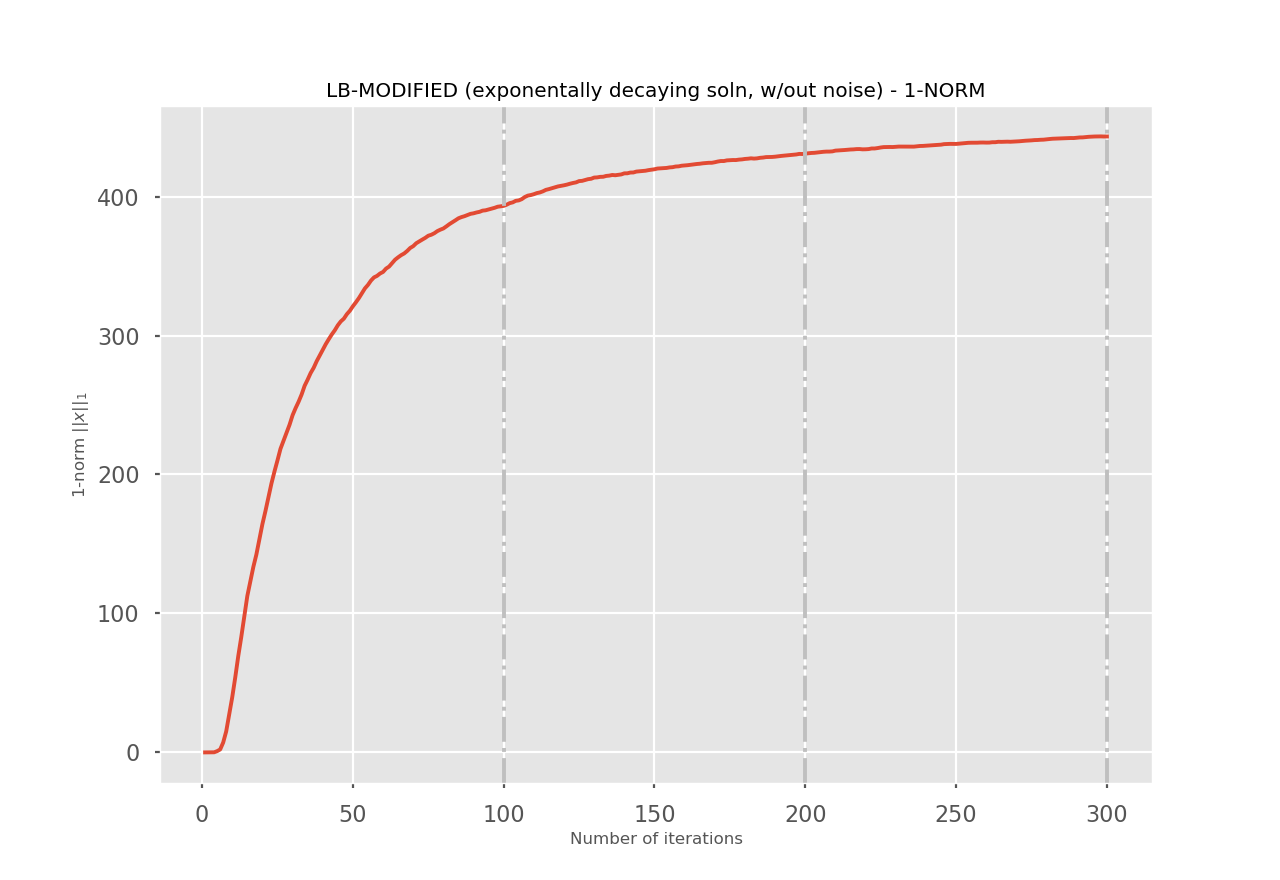 LB-MODIFIED (exponentially decaying soln, w/out noise) - 1-NORM
400
300
200
100
0
1-norm ||x||₁
0 50 100 150 200 250 300
Number of iterations